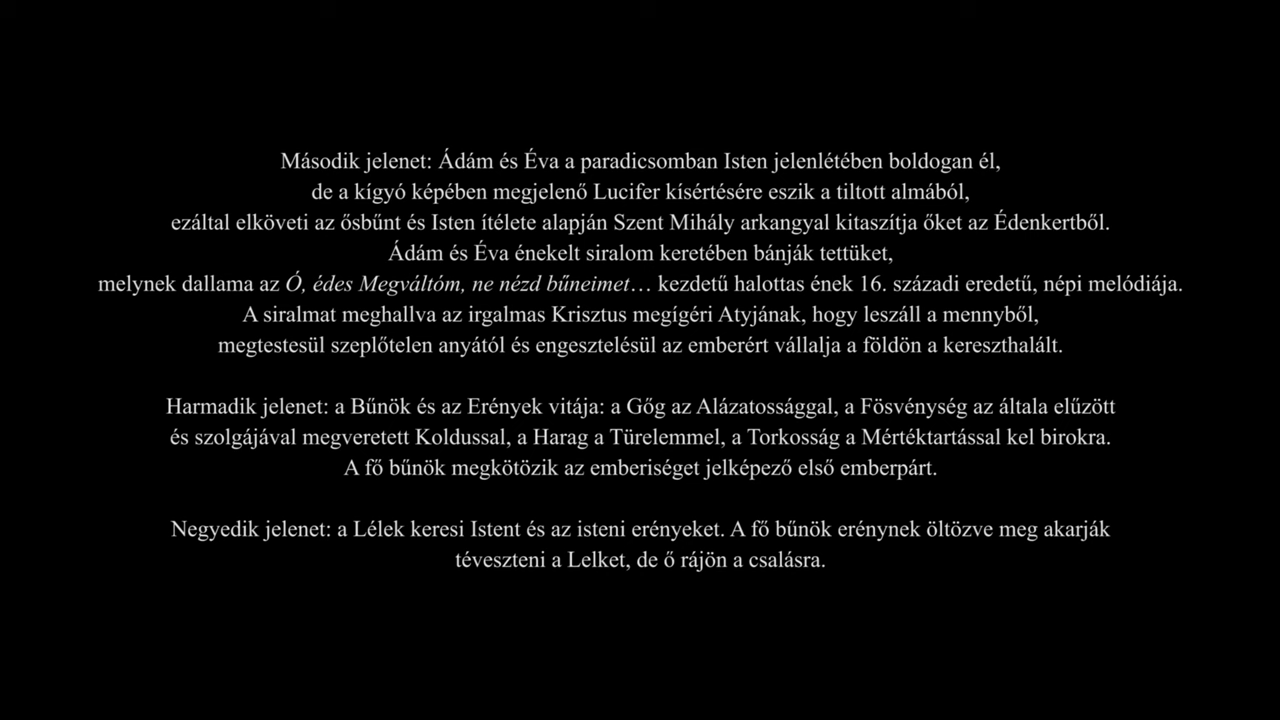 Második jelenet: Ádám és Éva a paradicsomban Isten jelenlétében boldogan él,
de a kígyó képében megjelenő Lucifer kísértésére eszik a tiltott almából,
ezáltal elköveti az ősbűnt és Isten ítélete alapján Szent Mihály arkangyal kitaszítja őket az Édenkertből.
Ádám és Éva énekelt siralom keretében bánják tettüket,
melynek dallama az Ó, édes Megváltóm, ne nézd bűneimet… kezdetű halottas ének 16. századi eredetű, népi melódiája.
A siralmat meghallva az irgalmas Krisztus megígéri Atyjának, hogy leszáll a mennyből,
megtestesül szeplőtelen anyától és engesztelésül az emberért vállalja a földön a kereszthalált.
Harmadik jelenet: a Bűnök és az Erények vitája: a Gőg az Alázatossággal, a Fösvénység az általa elűzött
és szolgájával megveretett Koldussal, a Harag a Türelemmel, a Torkosság a Mértéktartással kel birokra.
A fő bűnök megkötözik az emberiséget jelképező első emberpárt.
Negyedik jelenet: a Lélek keresi Istent és az isteni erényeket. A fő bűnök erénynek öltözve meg akarják
téveszteni a Lelket, de ő rájön a csalásra.